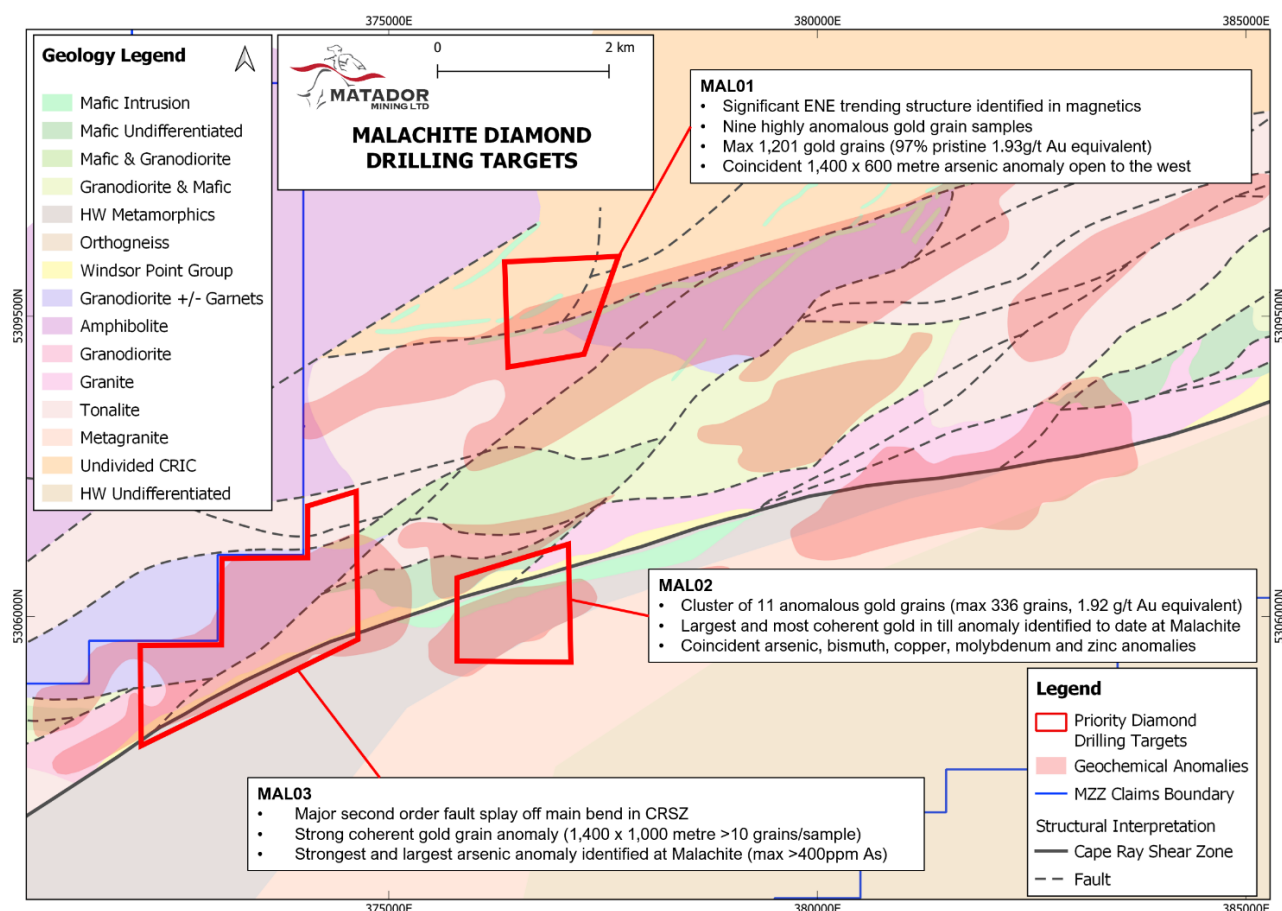 375000E
380000E
385000E
Geology Legend
Mafic Intrusion
Mafic Undifferentiated
Mafic & Granodiorite
Granodiorite & Mafic
HW Metamorphics
Orthogneiss
Windsor Point Group
Granodiorite +/- Garnets
Amphibolite
Granodiorite
Granite
Tonalite
Metagranite
Undivided CRIC
HW Undifferentiated
0
2 km
MATADOR
MINING LTD
MALACHITE DIAMOND
DRILLING TARGETS
MAL01
• Significant ENE trending structure identified in magnetics
• Nine highly anomalous gold grain samples
• Max 1,201 gold grains (97% pristine 1.93g/t Au equivalent)
• Coincident 1,400 x 600 metre arsenic anomaly open to the west
5309500N
5309500N
MAL02
• Cluster of 11 anomalous gold grains (max 336 grains, 1.92 g/t Au equivalent)
• Largest and most coherent gold in till anomaly identified to date at Malachite
• Coincident arsenic, bismuth, copper, molybdenum and zinc anomalies
5306000N
5306000N
MAL03
• Major second order fault splay off main bend in CRSZ
• Strong coherent gold grain anomaly (1,400 x 1,000 metre >10 grains/sample)
• Strongest and largest arsenic anomaly identified at Malachite (max >400ppm As)
Legend
Priority Diamond
Drilling Targets
Geochemical Anomalies
MZZ Claims Boundary
Structural Interpretation
Cape Ray Shear Zone
Fault
375000E
380000E
385000E